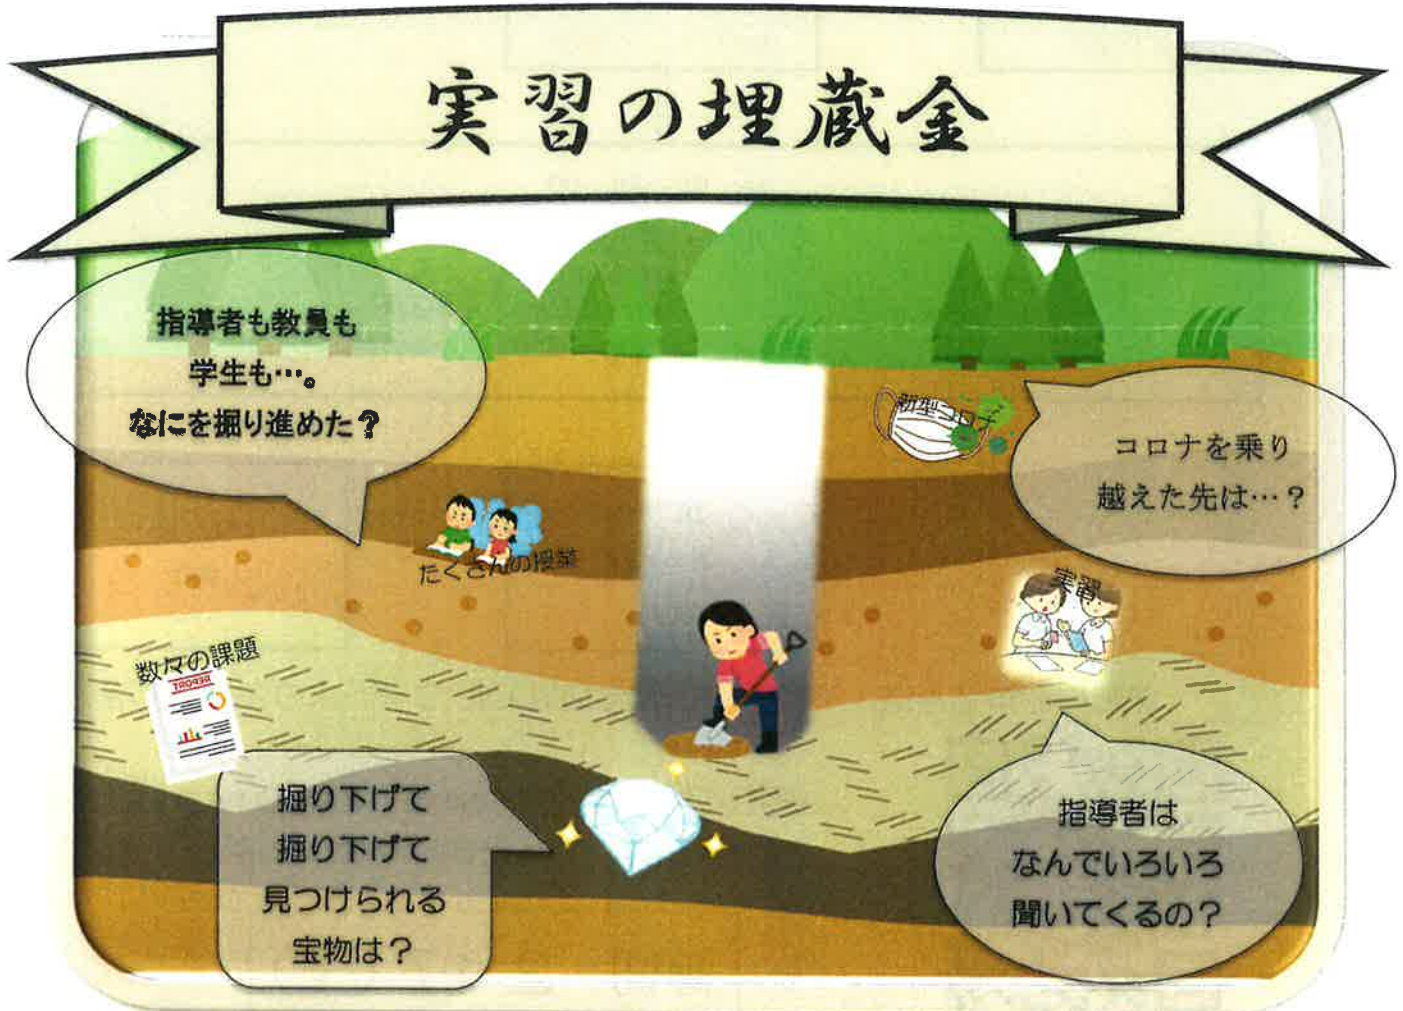 実習の埋蔵金
指導者も教員も
学生も…。
なにを掘り進めた？
新型コロナ
コロナを乗り
越えた先は…？
たくさんの授業
実習
数々の課題
REPORT
掘り下げて
掘り下げて
見つけられる
宝物は？
指導者は
なんでいろいろ
聞いてくるの？